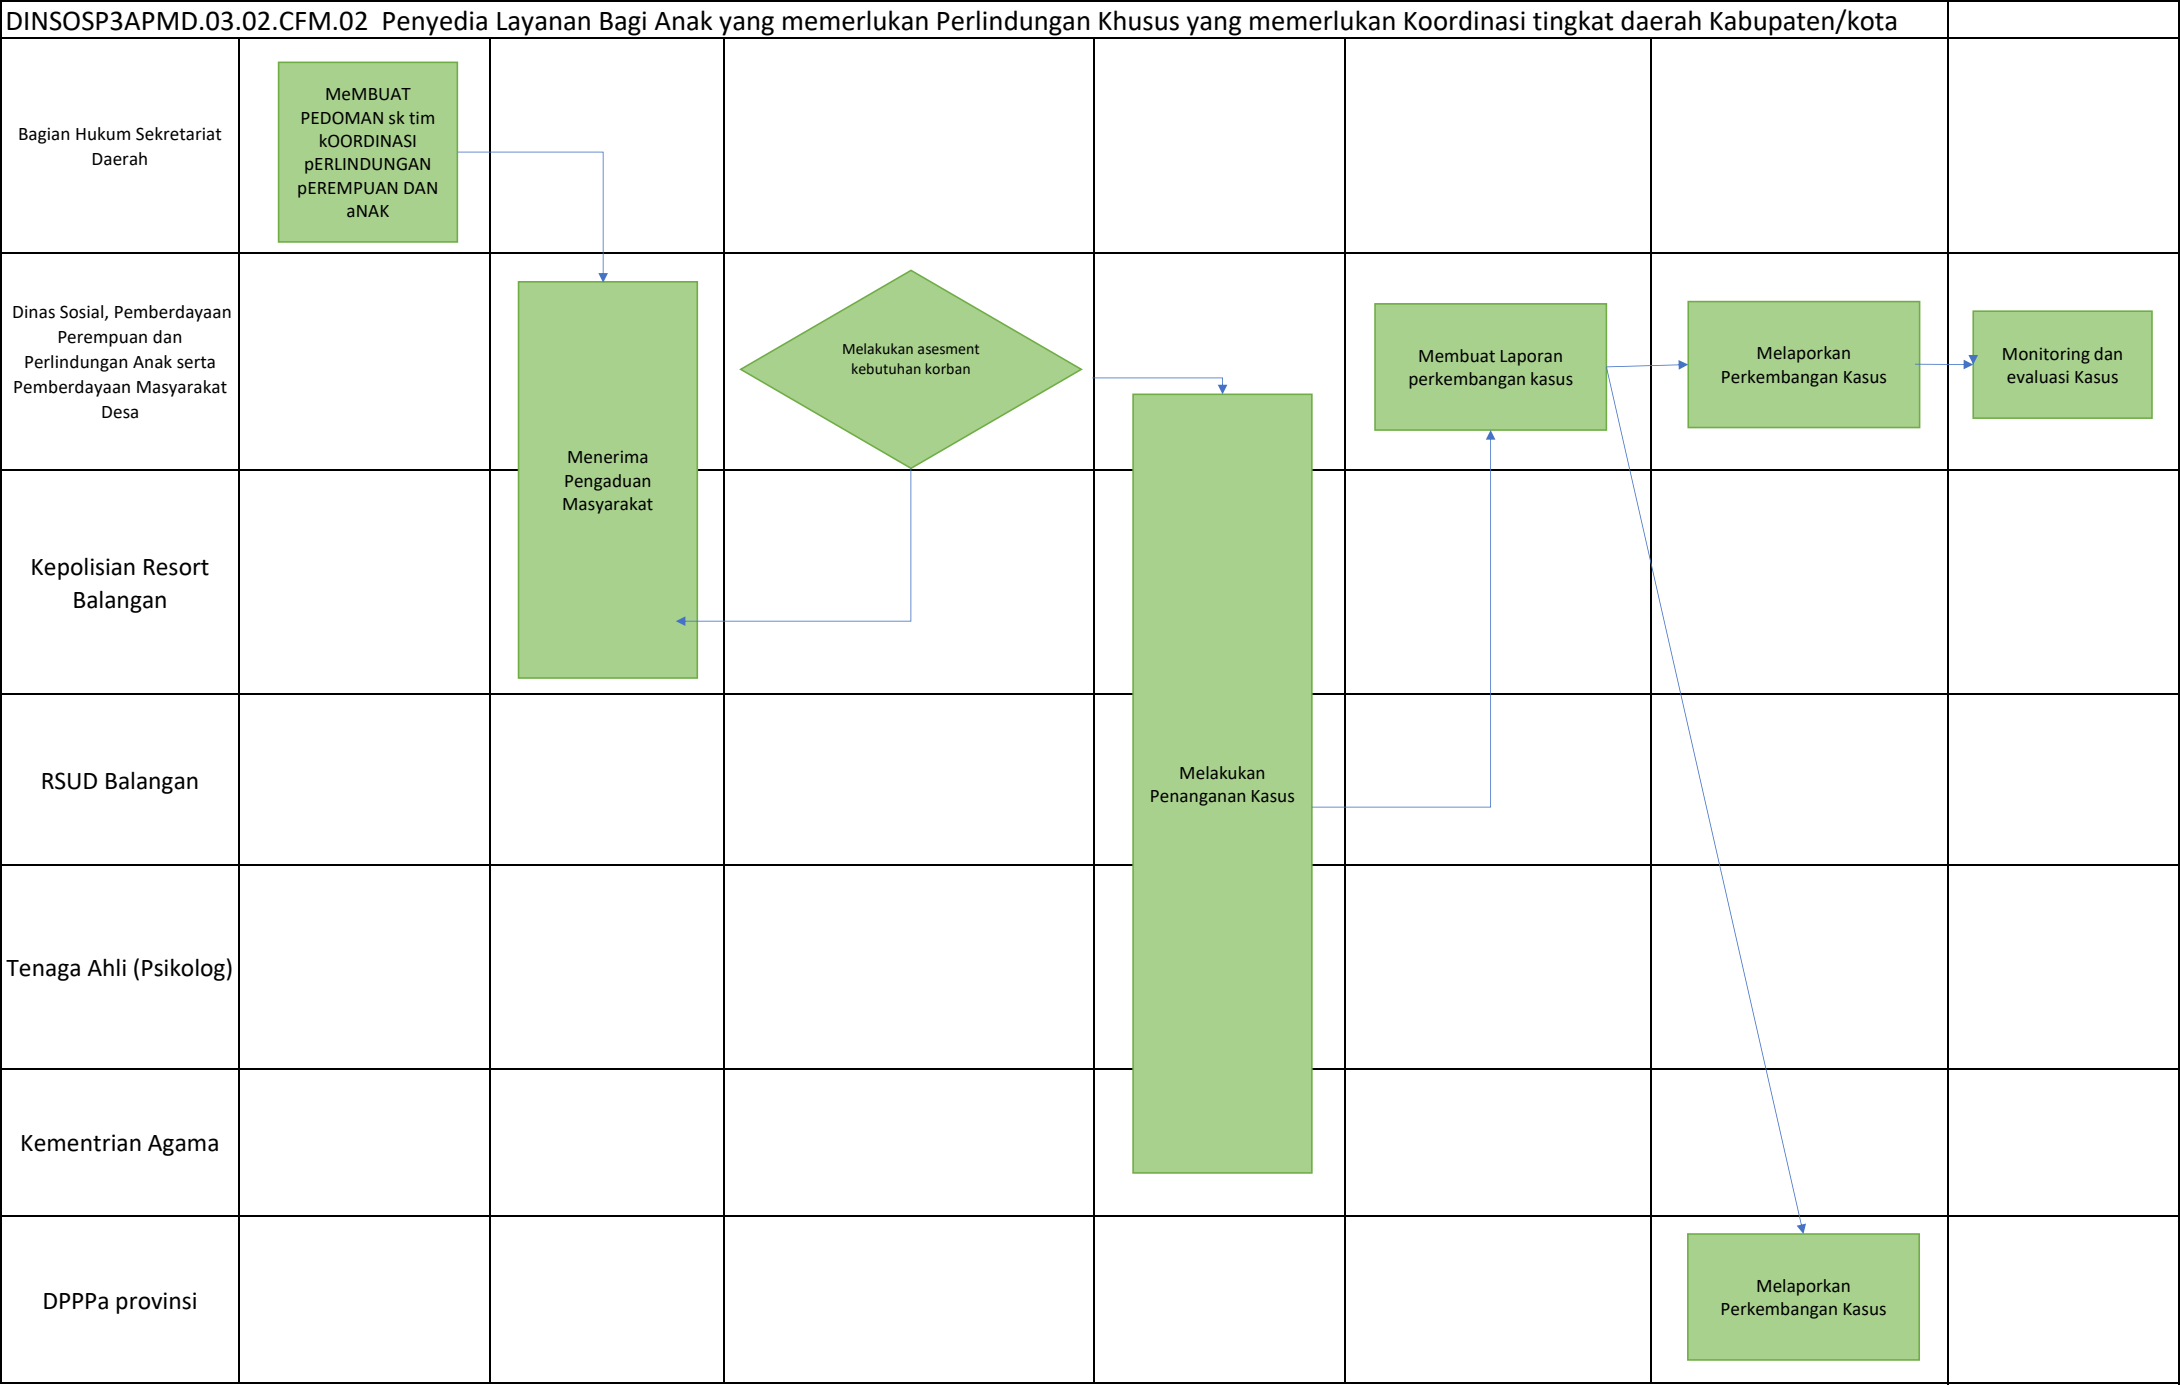 DINSOSP3APMD.03.02.CFM.02  Penyedia Layanan Bagi Anak yang memerlukan Perlindungan Khusus yang memerlukan Koordinasi tingkat daerah Kabupaten/kota
Bagian Hukum Sekretariat
Daerah
MeMBUAT
PEDOMAN sk tim
kOORDINASI
pERLINDUNGAN
pEREMPUAN DAN
aNAK
Dinas Sosial, Pemberdayaan
Perempuan dan
Perlindungan Anak serta
Pemberdayaan Masyarakat
Desa
Menerima
Pengaduan
Masyarakat
Melakukan asesment
kebutuhan korban
Membuat Laporan
perkembangan kasus
Melaporkan
Perkembangan Kasus
Monitoring dan
evaluasi Kasus
Kepolisian Resort
Balangan
RSUD Balangan
Melakukan
Penanganan Kasus
Tenaga Ahli (Psikolog)
Kementrian Agama
DPPPa provinsi
Melaporkan
Perkembangan Kasus